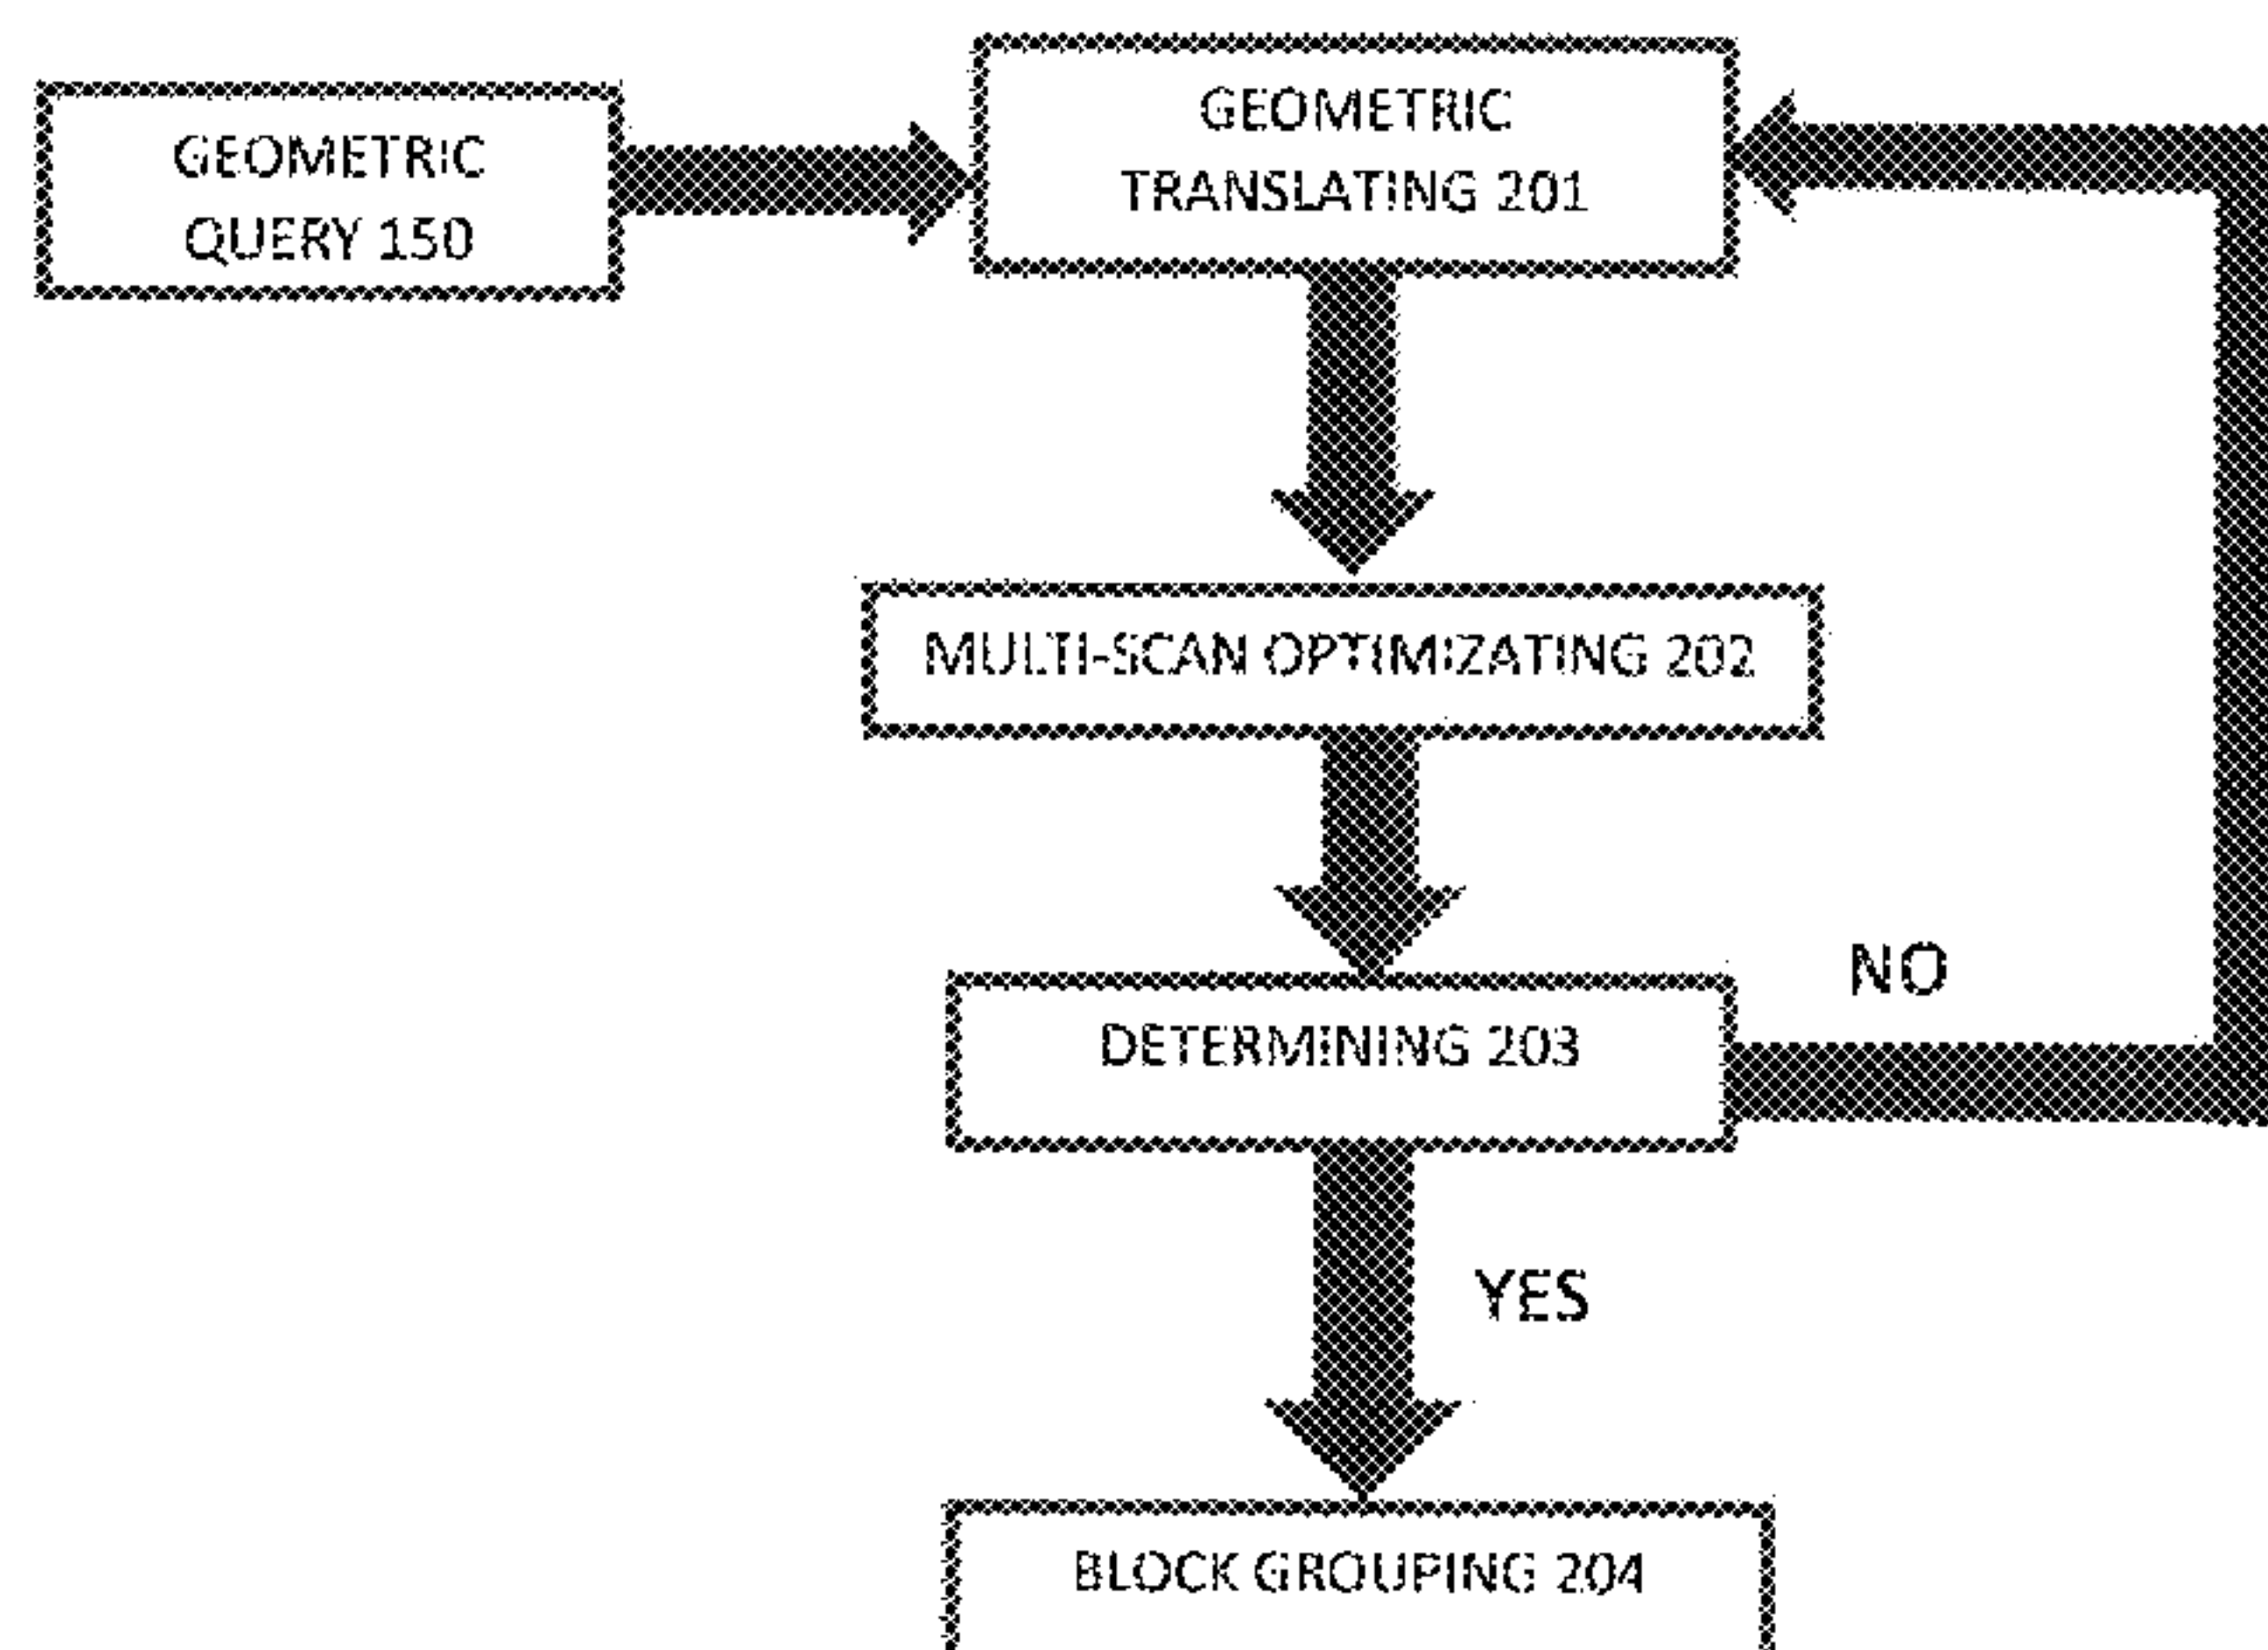 GEOMETRIC
QUERY 150
GEOMETRIC
TRANSLATING 201
MULTI-SCAN OPTIMIZATING 202
DETERMINING 203
NO
YES
BLOCK GROUPING 204